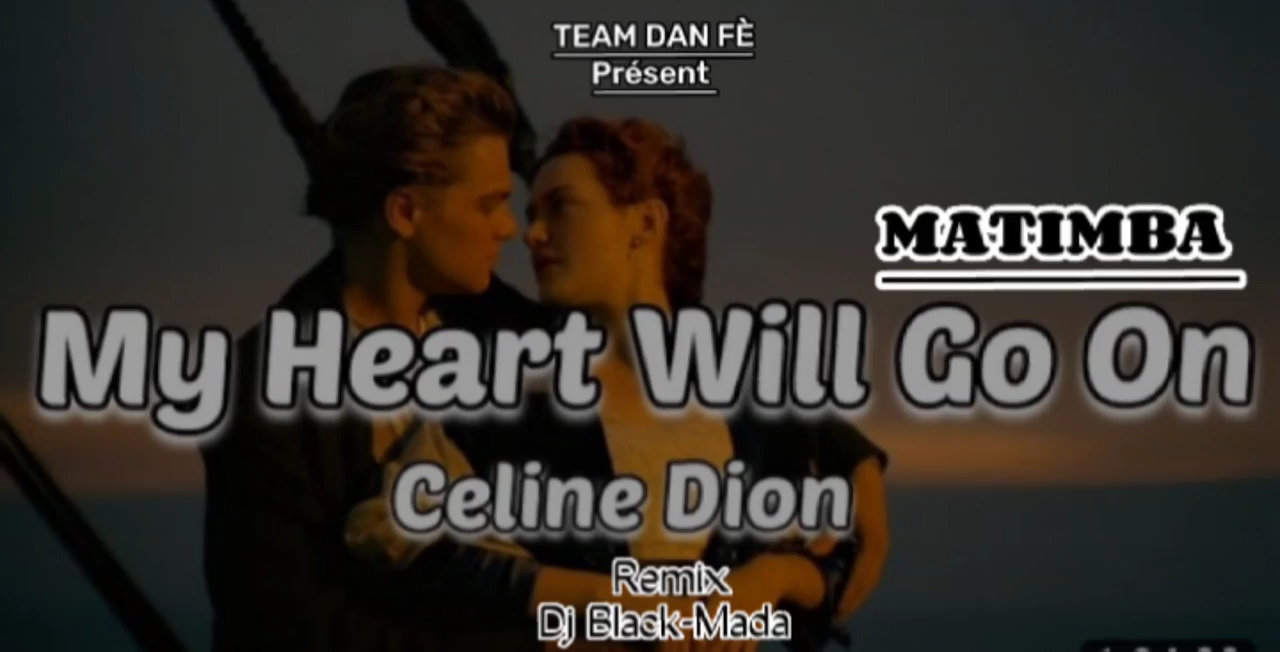 TEAM DAN FÈ
Présent
MATIMBA
My Heart Will Go On
Celine Dion
Remix
Dj Black-Mada